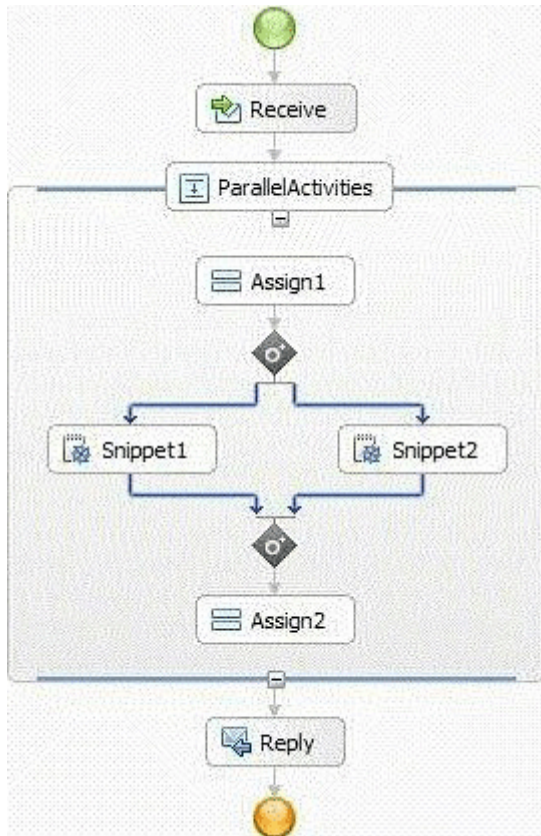 Receive
ParallelActivities
Assign1
Snippet1
Snippet2
Assign2
Reply